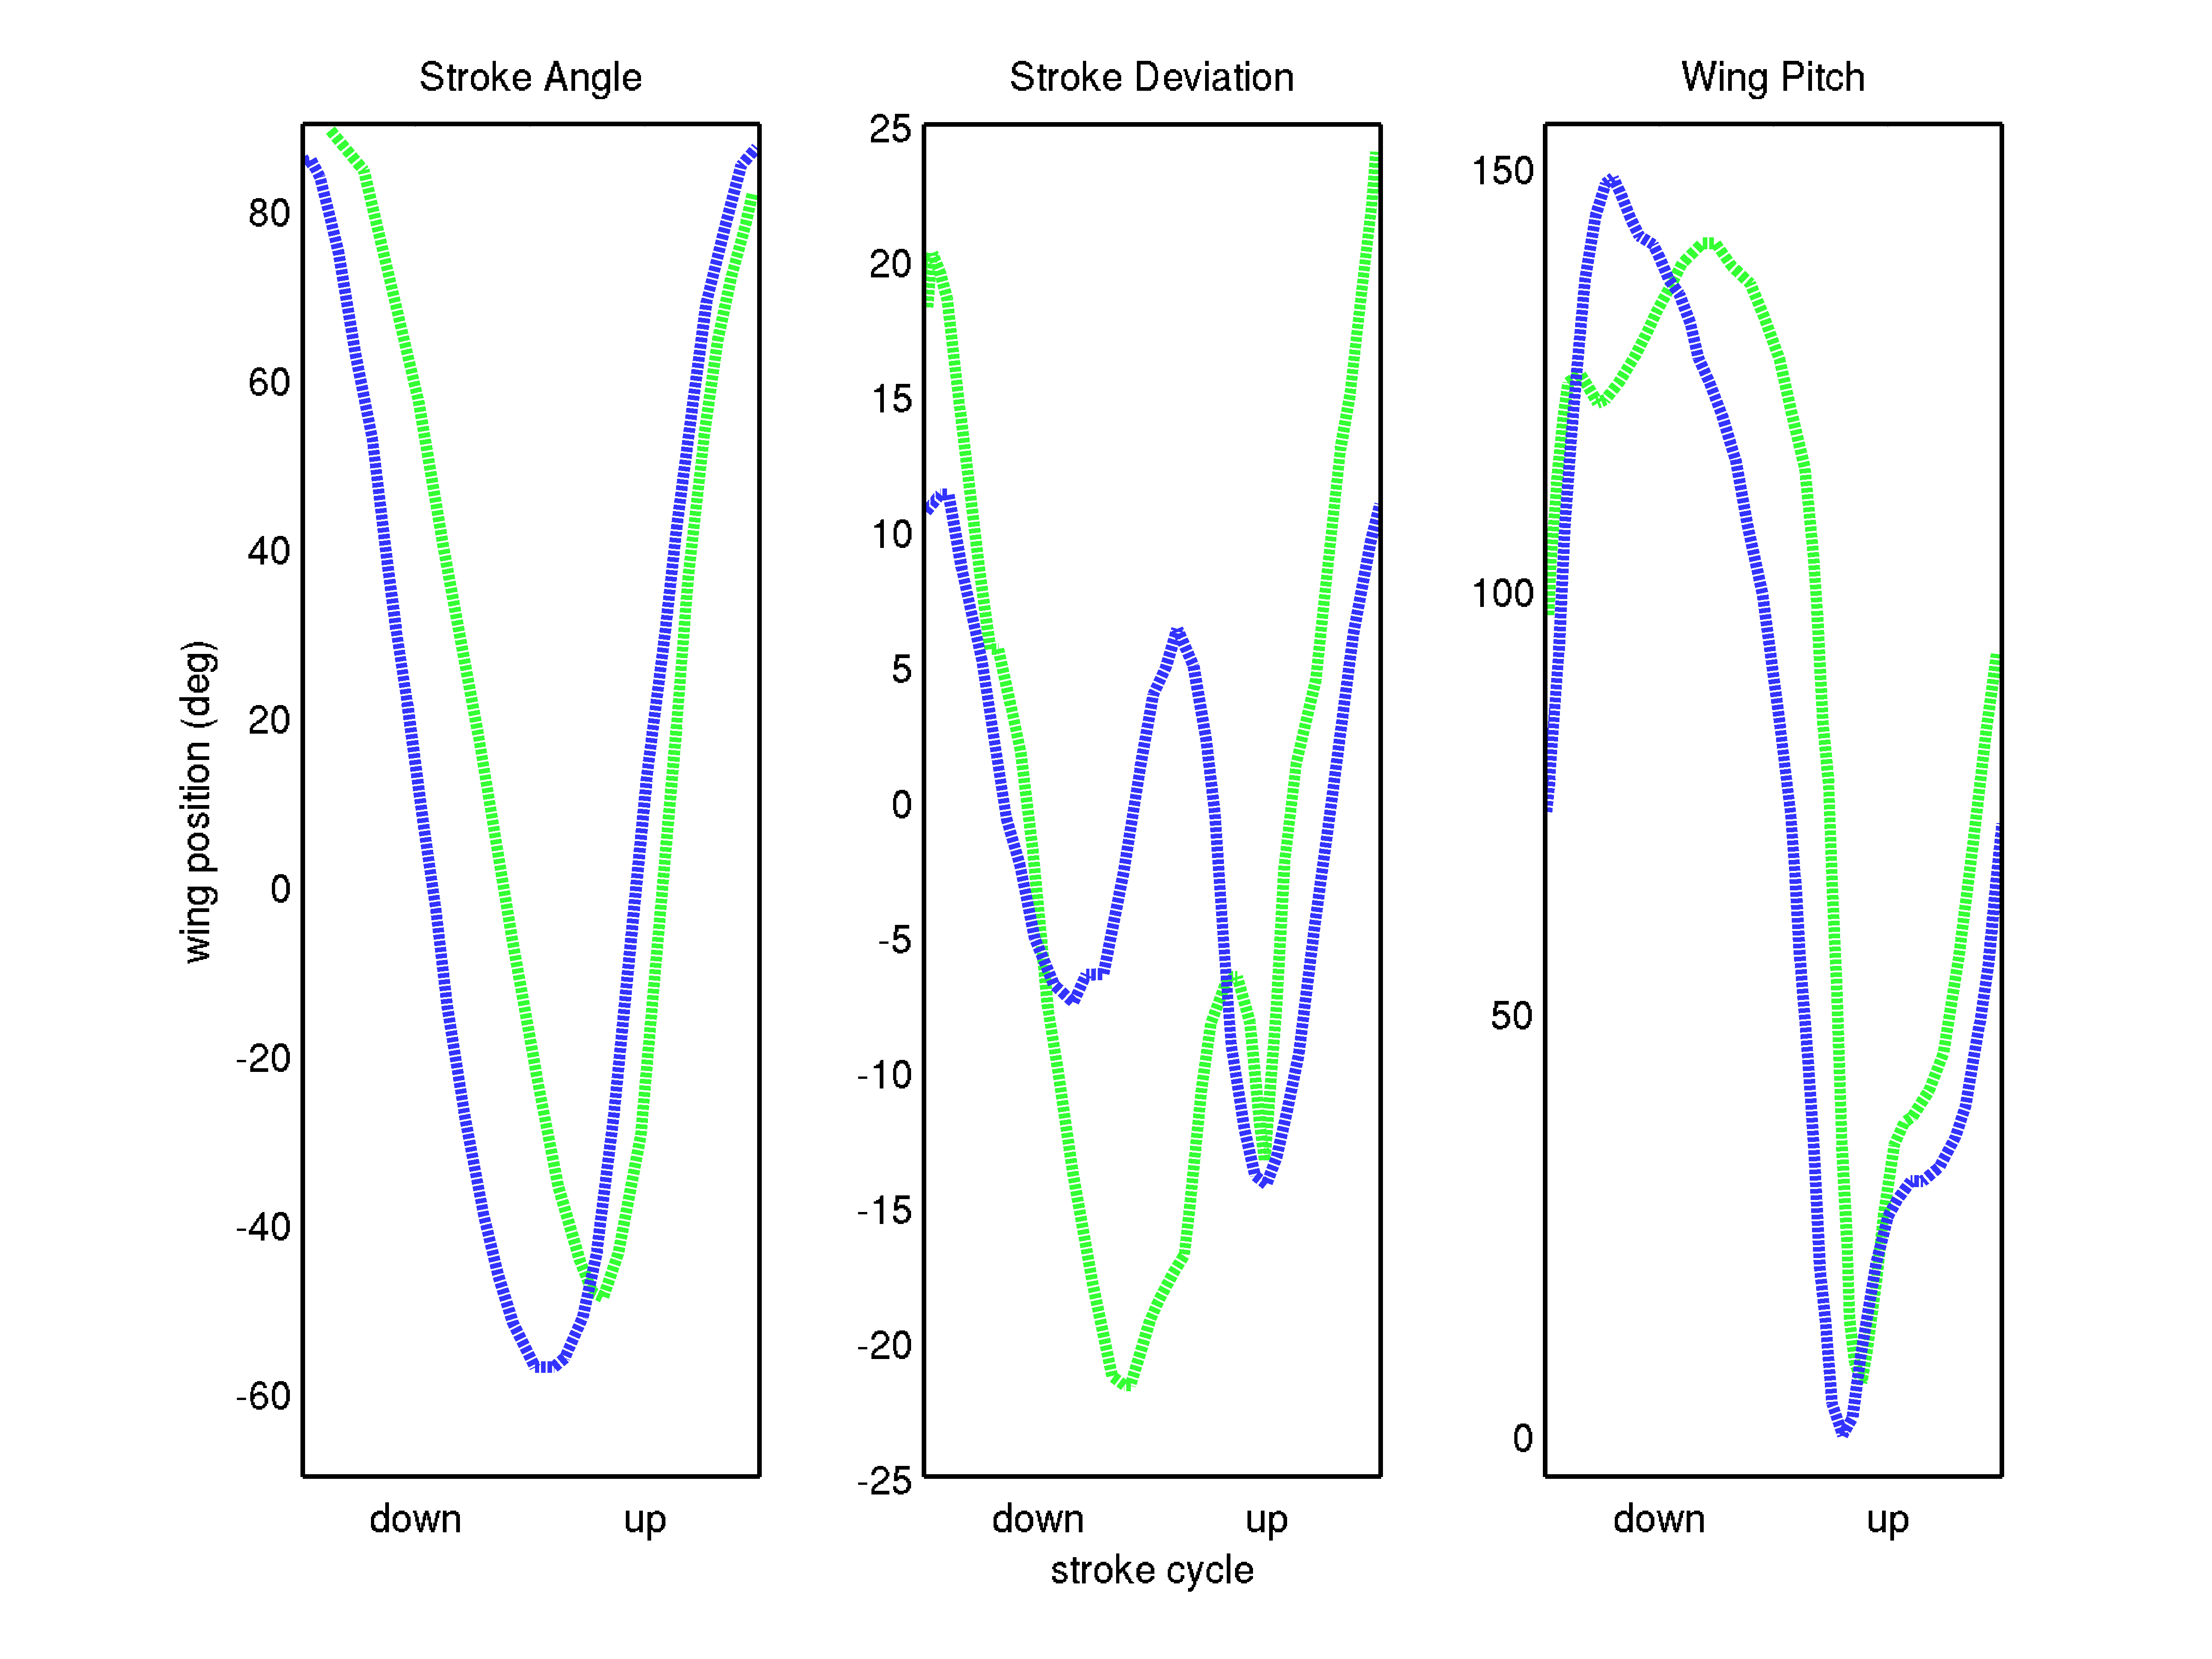 Stroke Angle
Stroke Deviation
Wing Pitch
80
60
40
20
0
-20
-40
-60
wing position (deg)
down
up
25
20
15
10
5
0
-5
-10
-15
-20
-25
down
up
stroke cycle
150
100
50
0
down
up